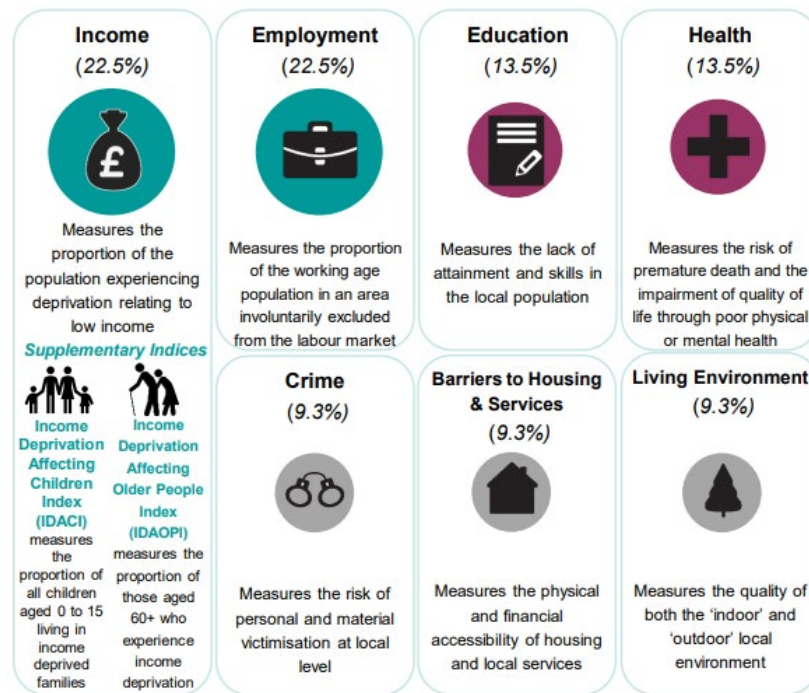 Income
(22.5%)
£
Measures the
proportion of the
population experiencing
deprivation relating to
low income
Supplementary Indices
Income
Deprivation
Affecting
Children
Index
(IDACI)
measures
the
proportion of
all children
aged 0 to 15
living in
income
deprived
families
Income
Deprivation
Affecting
Older People
Index
(IDAOPI)
measures the
proportion of
those aged
60+ who
experience
income
deprivation
Employment
(22.5%)
Measures the proportion
of the working age
population in an area
involuntarily excluded
from the labour market
Education
(13.5%)
Measures the lack of
attainment and skills in
the local population
Health
(13.5%)
Measures the risk of
premature death and the
impairment of quality of
life through poor physical
or mental health
Crime
(9.3%)
Measures the risk of
personal and material
victimisation at local
level
Barriers to Housing
& Services
(9.3%)
Measures the physical
and financial
accessibility of housing
and local services
Living Environment
(9.3%)
Measures the quality of
both the ‘indoor’ and
‘outdoor’ local
environment